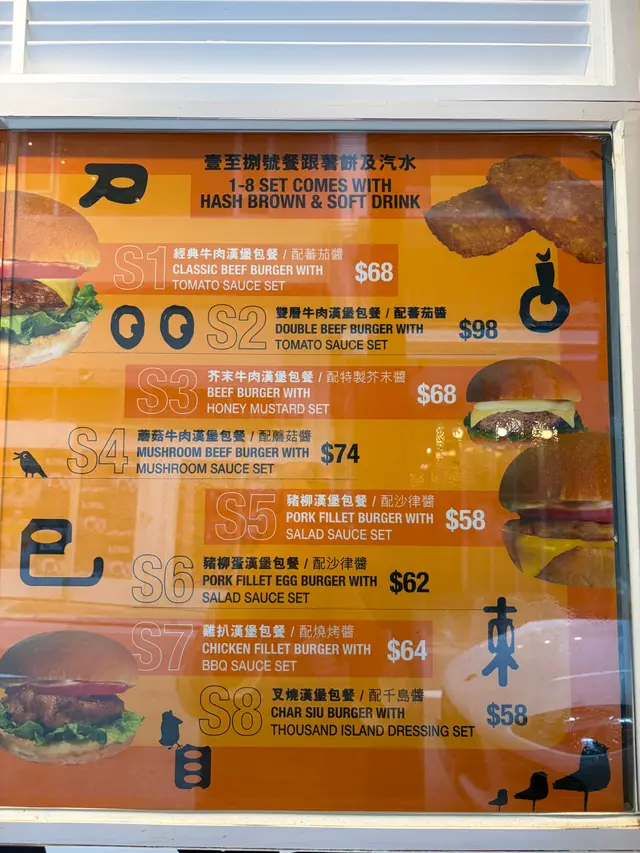 壹至捌號餐跟薯餅及汽水
1-8 SET COMES WITH
HASH BROWN & SOFT DRINK
S1 經典牛肉漢堡包餐 / 配蕃茄醬
CLASSIC BEEF BURGER WITH
TOMATO SAUCE SET
$68
S2 雙層牛肉漢堡包餐 / 配蕃茄醬
DOUBLE BEEF BURGER WITH
TOMATO SAUCE SET
$98
S3 芥末牛肉漢堡包餐 / 配特製芥末醬
BEEF BURGER WITH
HONEY MUSTARD SET
$68
S4 蘑菇牛肉漢堡包餐 / 配蘑菇醬
MUSHROOM BEEF BURGER WITH
MUSHROOM SAUCE SET
$74
S5 豬柳漢堡包餐 / 配沙律醬
PORK FILLET BURGER WITH
SALAD SAUCE SET
$58
S6 豬柳蛋漢堡包餐 / 配沙律醬
PORK FILLET EGG BURGER WITH
SALAD SAUCE SET
$62
S7 雞扒漢堡包餐 / 配燒烤醬
CHICKEN FILLET BURGER WITH
BBQ SAUCE SET
$64
S8 叉燒漢堡包餐 / 配千島醬
CHAR SIU BURGER WITH
THOUSAND ISLAND DRESSING SET
$58